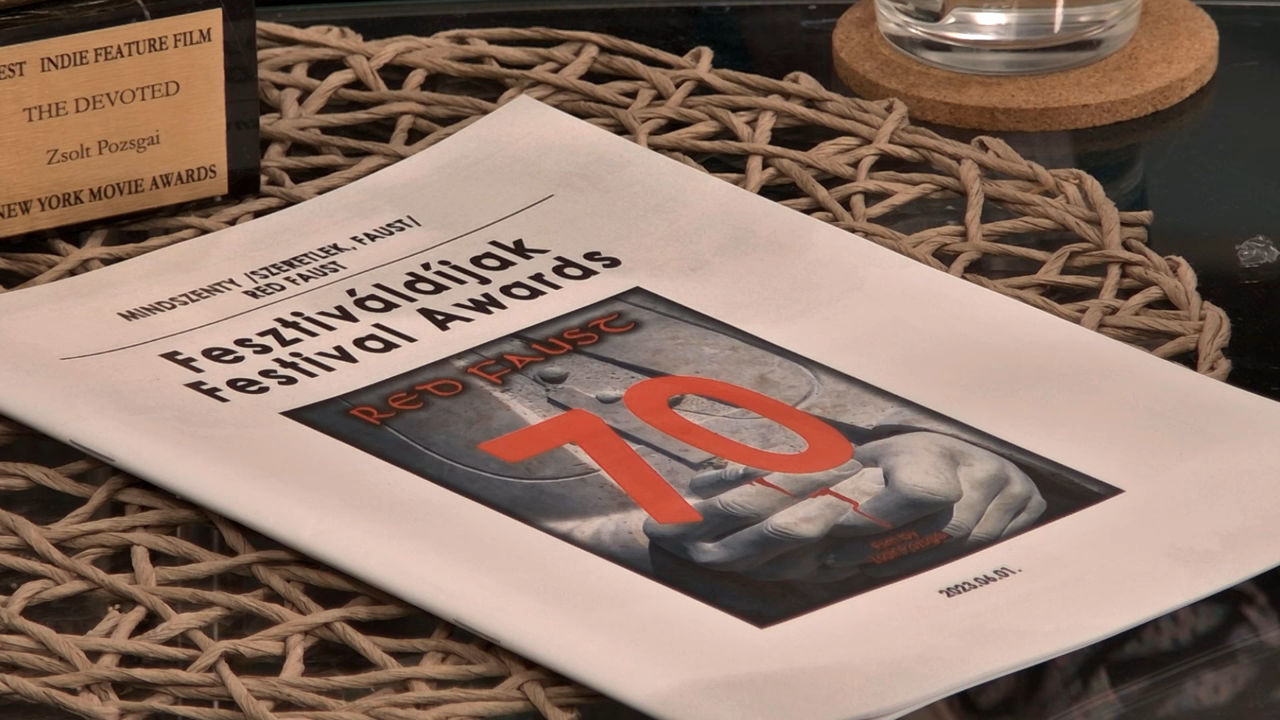 EST INDIE FEATURE FILM
THE DEVOTED
Zsolt Pozsgai
NEW YORK MOVIE AWARDS
MINDSZENTY /SZERETLEK, FAUST/
RED FAUST
Fesztiváldíjak
Festival Awards
RED FAUST
70
2023.06.01.